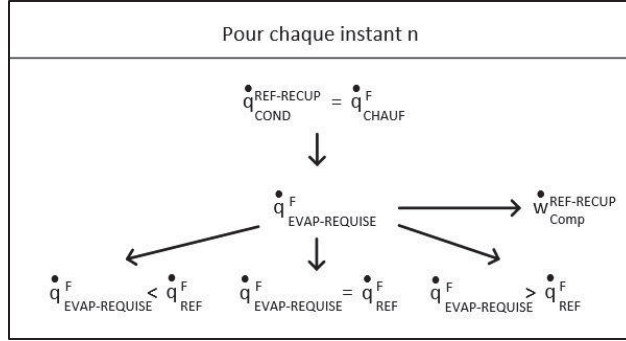 Pour chaque instant n
q̇ REF-RECUP COND = q̇ F CHAUF
q̇ F EVAP-REQUISE ẇ REF-RECUP Comp
q̇ F EVAP-REQUISE < q̇ F REF q̇ F EVAP-REQUISE = q̇ F REF q̇ F EVAP-REQUISE > q̇ F REF